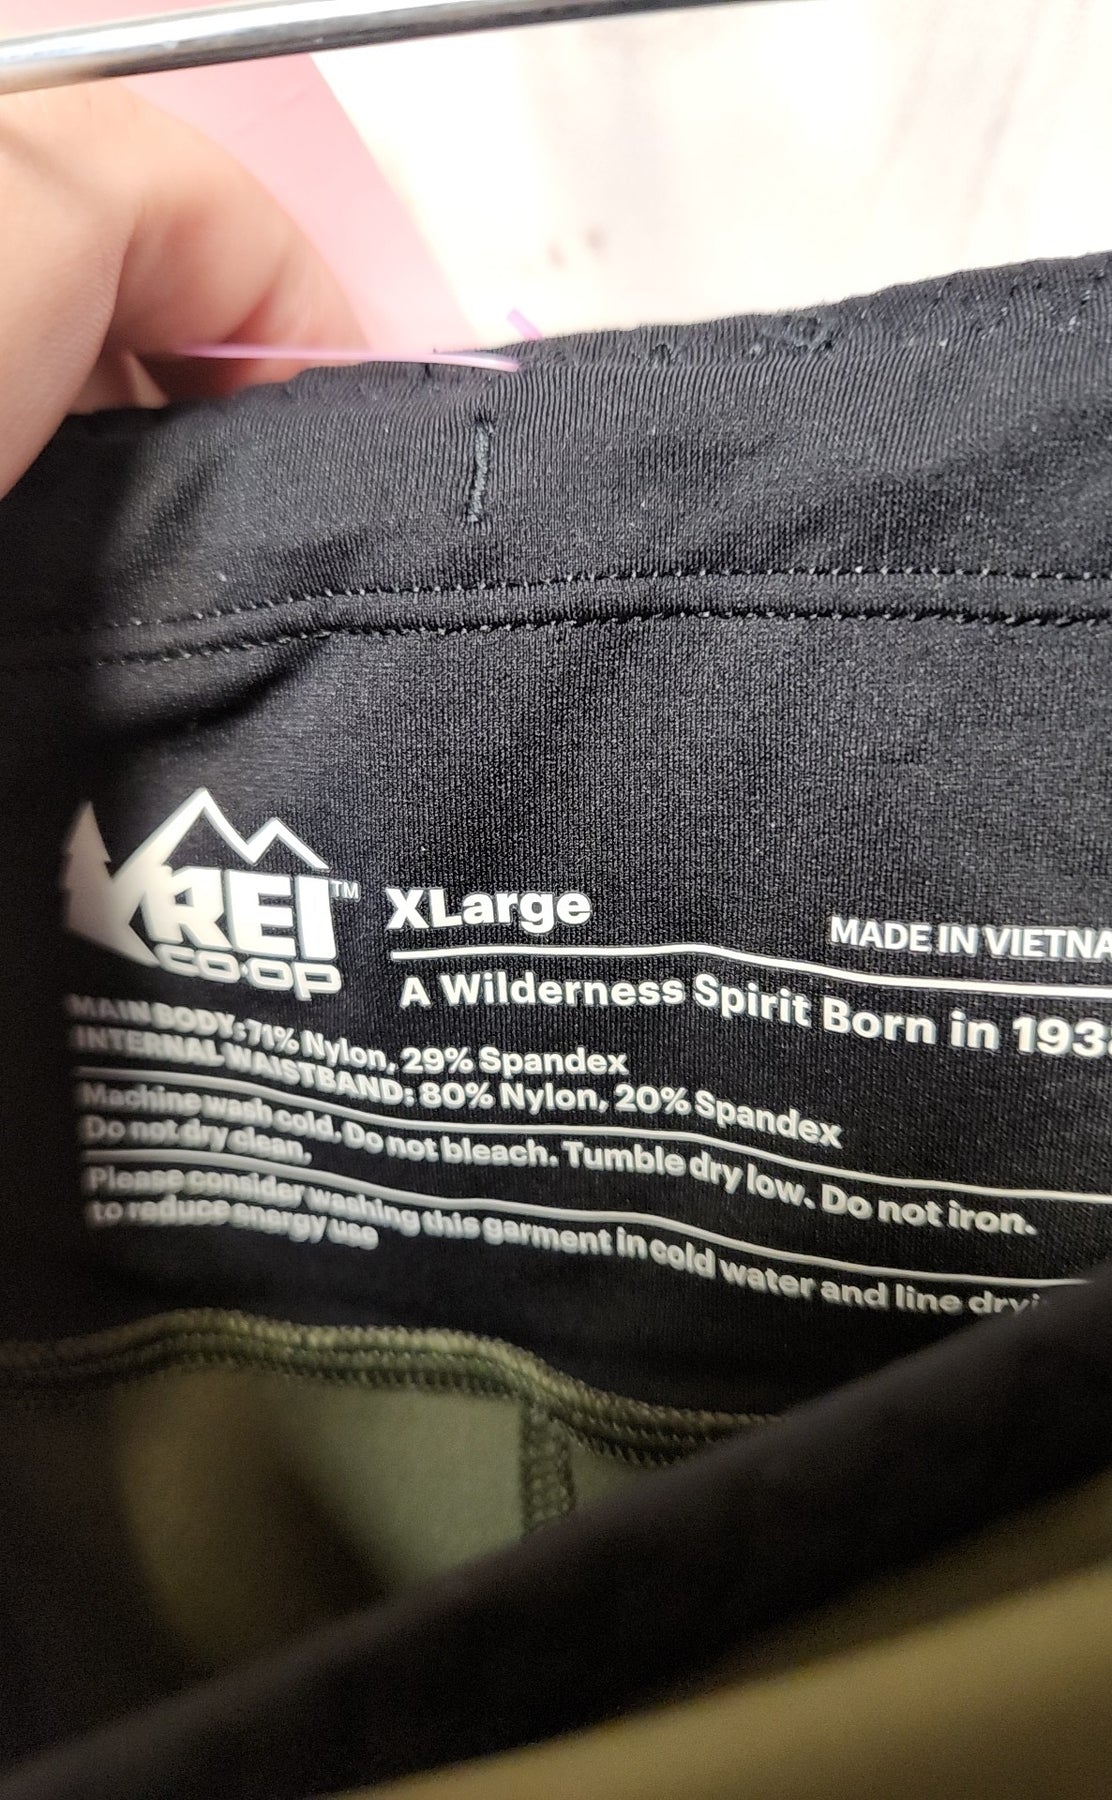 REI™
CO·OP
XLarge
MADE IN VIETNA
A Wilderness Spirit Born in 193
MAIN BODY: 71% Nylon, 29% Spandex
INTERNAL WAISTBAND: 80% Nylon, 20% Spandex
Machine wash cold. Do not bleach. Tumble dry low. Do not iron.
Do not dry clean.
Please consider washing this garment in cold water and line dryi
to reduce energy use